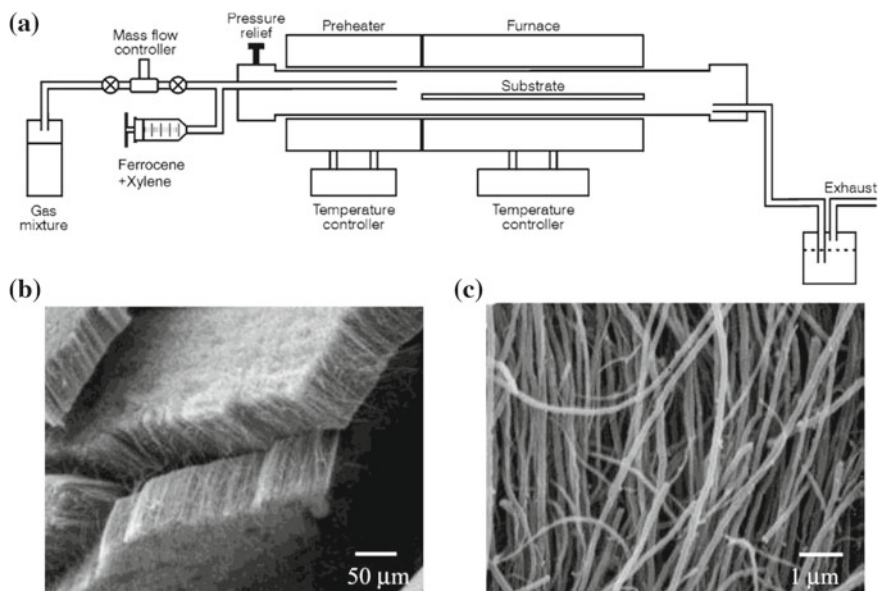 (a)
Pressure
relief
Preheater
Furnace
Mass flow
controller
Substrate
Ferrocene
+Xylene
Gas
mixture
Temperature
controller
Temperature
controller
Exhaust
(b)
50 μm
(c)
1 μm